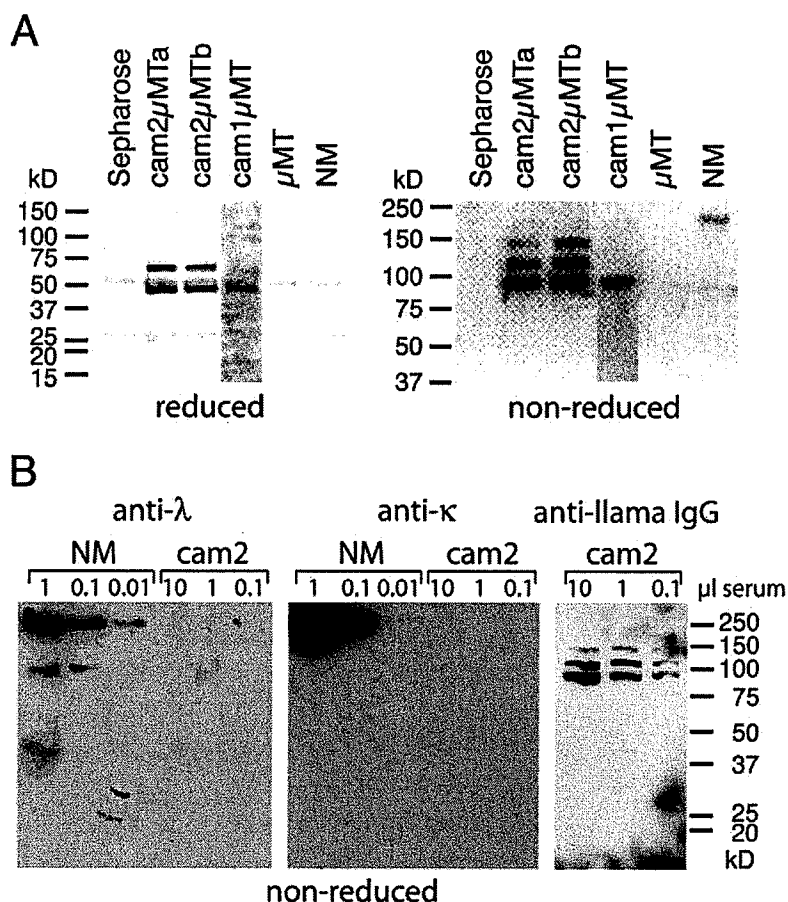 A
Sepharose
cam2µMTa
cam2µMTb
cam1µMT
µMT
NM
kD
150
100
75
50
37
25
20
15
reduced
Sepharose
cam2µMTa
cam2µMTb
cam1µMT
µMT
NM
kD
250
150
100
75
50
37
non-reduced
B
anti-λ anti-κ anti-llama IgG
NM cam2 NM cam2 cam2
1 0.1 0.01 10 1 0.1 1 0.1 0.01 10 1 0.1 10 1 0.1 µl serum
250
150
100
75
50
37
25
20
kD
non-reduced